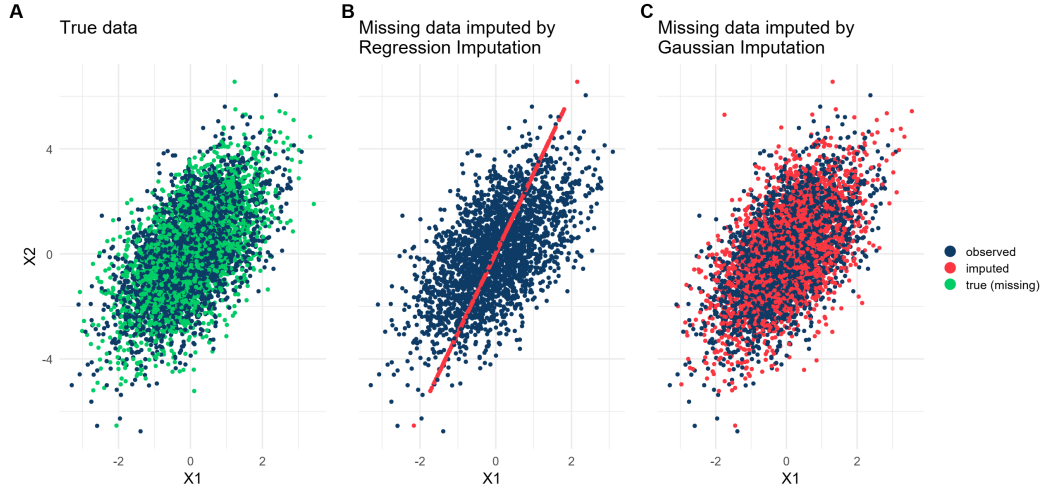 A
True data
B
Missing data imputed by
Regression Imputation
C
Missing data imputed by
Gaussian Imputation
X2
4
0
-4
-2
0
2
X1
-2
0
2
X1
-2
0
2
X1
observed
imputed
true (missing)